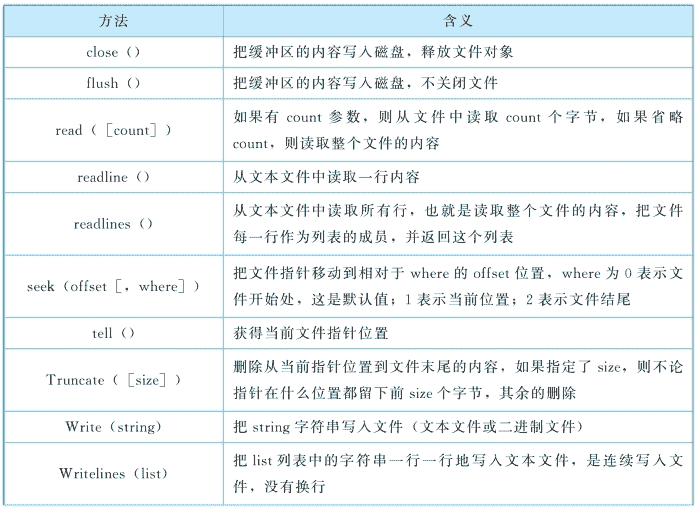 方法 含义
close（） 把缓冲区的内容写入磁盘，释放文件对象
flush（） 把缓冲区的内容写入磁盘，不关闭文件
read（［count］） 如果有 count 参数，则从文件中读取 count 个字节，如果省略
count，则读取整个文件的内容
readline（） 从文本文件中读取一行内容
readlines（） 从文本文件中读取所有行，也就是读取整个文件的内容，把文件
每一行作为列表的成员，并返回这个列表
seek（offset［，where］） 把文件指针移动到相对于 where 的 offset 位置，where 为 0 表示文
件开始处，这是默认值；1 表示当前位置；2 表示文件结尾
tell（） 获得当前文件指针位置
Truncate（［size］） 删除从当前指针位置到文件末尾的内容，如果指定了 size，则不论
指针在什么位置都留下前 size 个字节，其余的删除
Write（string） 把 string 字符串写入文件（文本文件或二进制文件）
Writelines（list） 把 list 列表中的字符串一行一行地写入文本文件，是连续写入文
件，没有换行